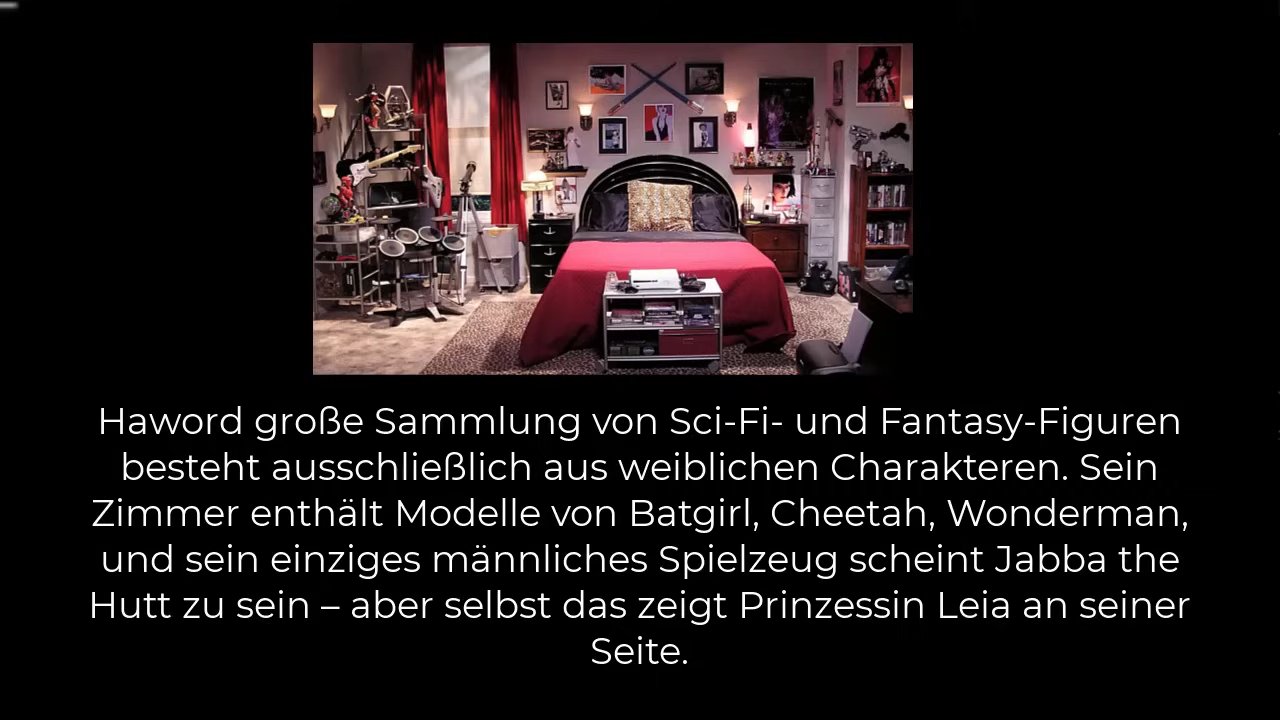 Haword große Sammlung von Sci-Fi- und Fantasy-Figuren
besteht ausschließlich aus weiblichen Charakteren. Sein
Zimmer enthält Modelle von Batgirl, Cheetah, Wonderman,
und sein einziges männliches Spielzeug scheint Jabba the
Hutt zu sein – aber selbst das zeigt Prinzessin Leia an seiner
Seite.